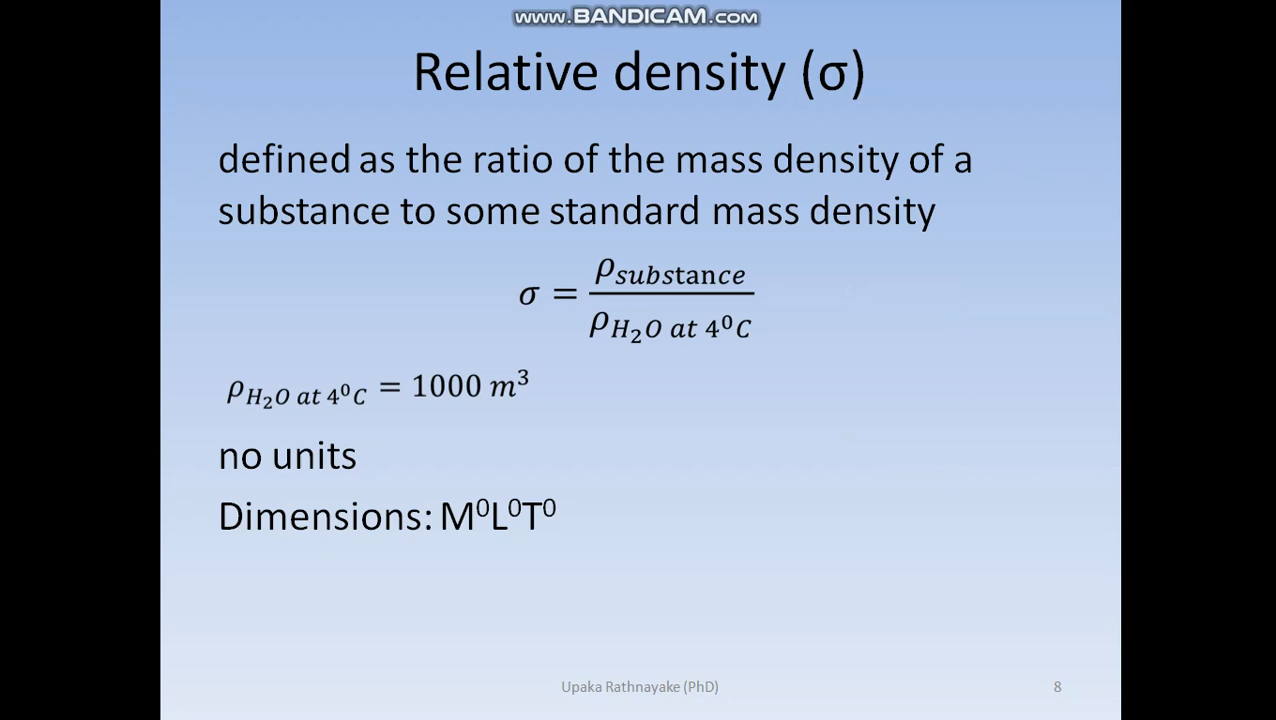 www.BANDICAM.com
Relative density (σ)
defined as the ratio of the mass density of a
substance to some standard mass density
σ = ρ_substance / ρ_H₂O at 4⁰C
ρ_H₂O at 4⁰C = 1000 m³
no units
Dimensions: M⁰L⁰T⁰
Upaka Rathnayake (PhD)
8